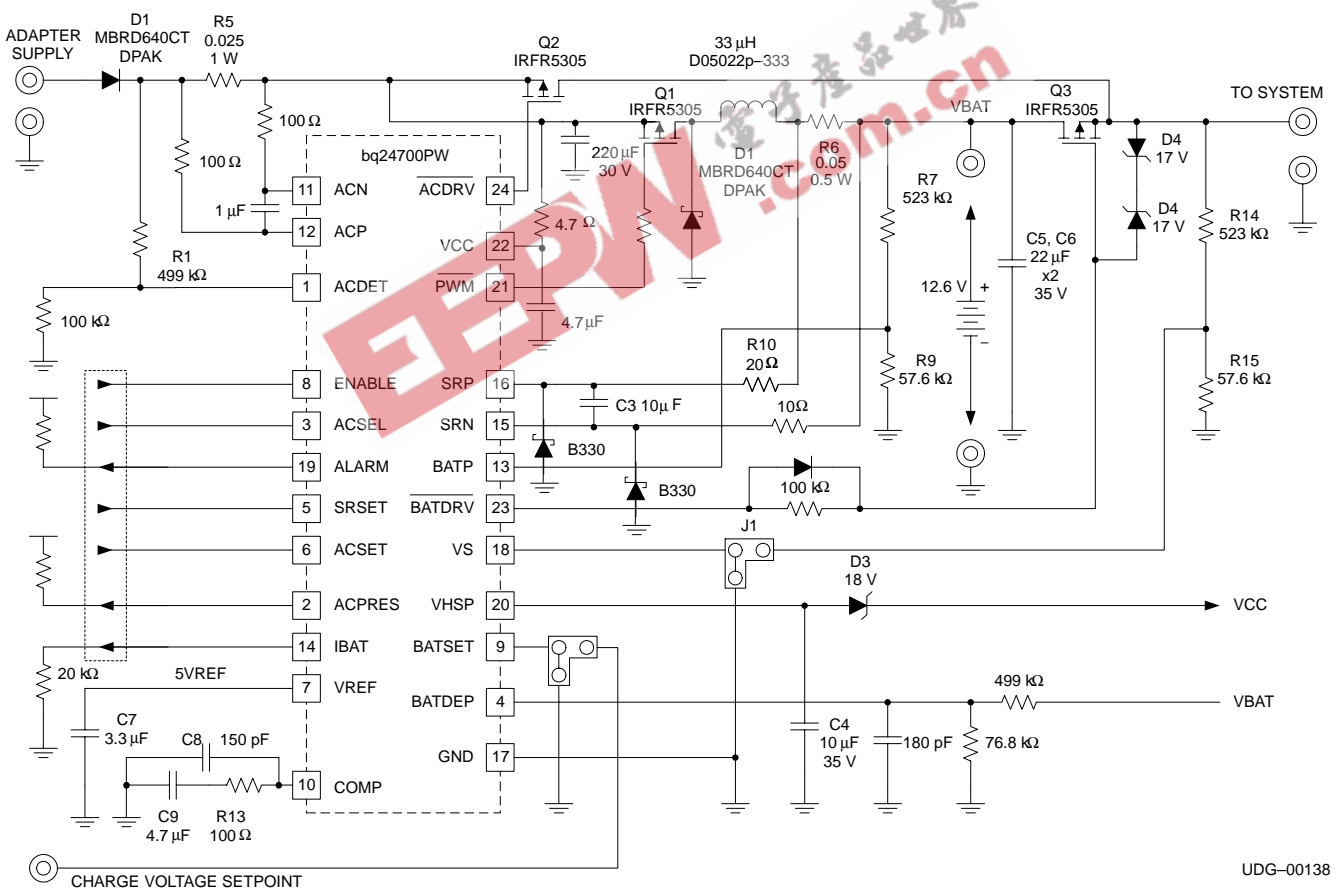 D1
MBRD640CT
DPAK
R5
0.025
1 W
ADAPTER
SUPPLY
Q2
IRFR5305
33 µH
D05022p–333
Q1
IRFR5305
VBAT
Q3
IRFR5305
TO SYSTEM
100 Ω
100 Ω
bq24700PW
220 µF
30 V
D1
MBRD640CT
DPAK
R6
0.05
0.5 W
R7
523 kΩ
D4
17 V
D4
17 V
R14
523 kΩ
11 ACN
ACDRV 24
1 µF
12 ACP
4.7 Ω
VCC 22
R1
499 kΩ
1 ACDET
PWM 21
4.7 µF
100 kΩ
C5, C6
22 µF
x2
35 V
12.6 V
+
–
R10
20 Ω
R9
57.6 kΩ
R15
57.6 kΩ
8 ENABLE
SRP 16
C3 10µ F
10Ω
3 ACSEL
SRN 15
B330
19 ALARM
BATP 13
B330
100 kΩ
5 SRSET
BATDRV 23
J1
6 ACSET
VS 18
D3
18 V
2 ACPRES
VHSP 20
VCC
14 IBAT
BATSET 9
20 kΩ
5VREF
7 VREF
499 kΩ
BATDEP 4
VBAT
C7
3.3 µF
C8
150 pF
C4
10 µF
35 V
180 pF
76.8 kΩ
GND 17
10 COMP
C9
4.7 µF
R13
100 Ω
CHARGE VOLTAGE SETPOINT
UDG–00138
EEPW
.com.cn
電子產品世界